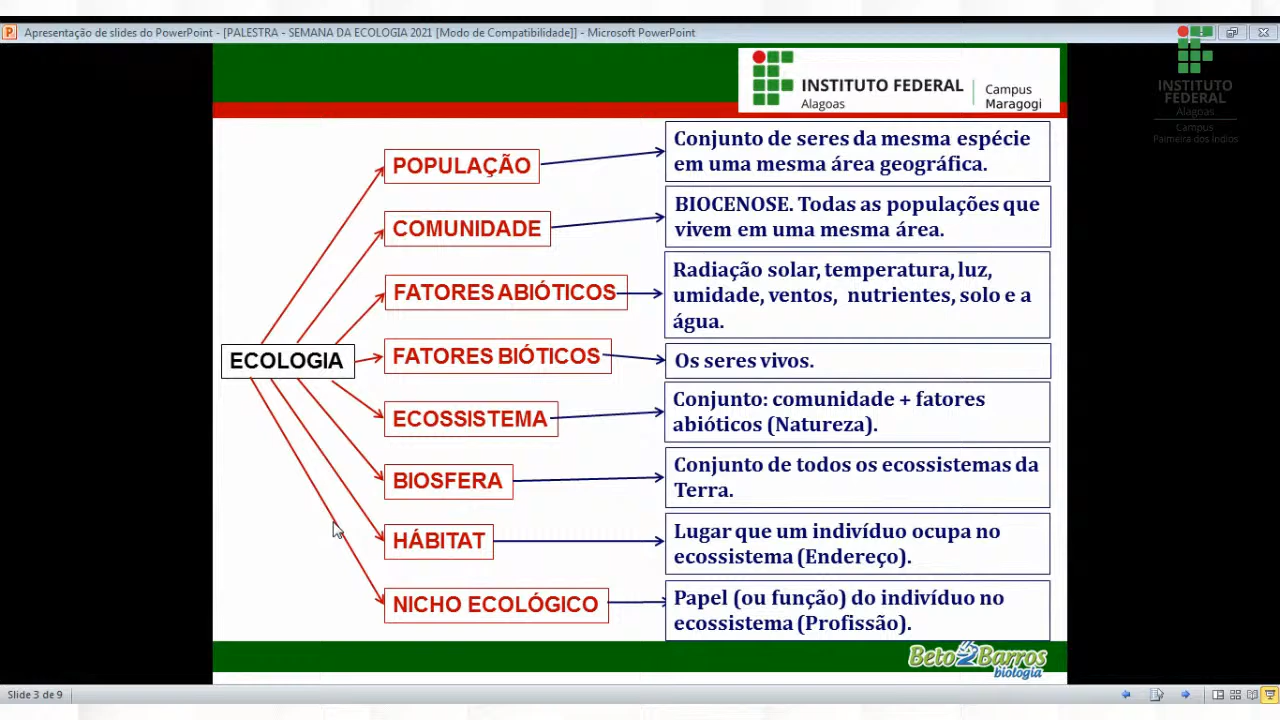 Apresentação de slides do PowerPoint - [PALESTRA - SEMANA DA ECOLOGIA 2021 [Modo de Compatibilidade]] - Microsoft PowerPoint
INSTITUTO FEDERAL
Alagoas
Campus
Maragogi
INSTITUTO
FEDERAL
Alagoas
Campus
Palmeira dos Índios
ECOLOGIA
POPULAÇÃO
Conjunto de seres da mesma espécie
em uma mesma área geográfica.
COMUNIDADE
BIOCENOSE. Todas as populações que
vivem em uma mesma área.
FATORES ABIÓTICOS
Radiação solar, temperatura, luz,
umidade, ventos, nutrientes, solo e a
água.
FATORES BIÓTICOS
Os seres vivos.
ECOSSISTEMA
Conjunto: comunidade + fatores
abióticos (Natureza).
BIOSFERA
Conjunto de todos os ecossistemas da
Terra.
HÁBITAT
Lugar que um indivíduo ocupa no
ecossistema (Endereço).
NICHO ECOLÓGICO
Papel (ou função) do indivíduo no
ecossistema (Profissão).
Beto Barros
biologia
Slide 3 de 9